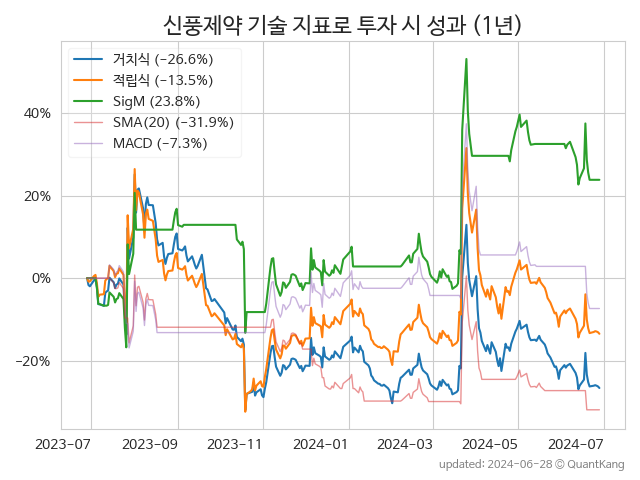 신풍제약 기술 지표로 투자 시 성과 (1년)
거치식 (−26.6%)
적립식 (−13.5%)
SigM (23.8%)
SMA(20) (−31.9%)
MACD (−7.3%)
40%
20%
0%
−20%
2023-07 2023-09 2023-11 2024-01 2024-03 2024-05 2024-07
updated: 2024-06-28 © QuantKang